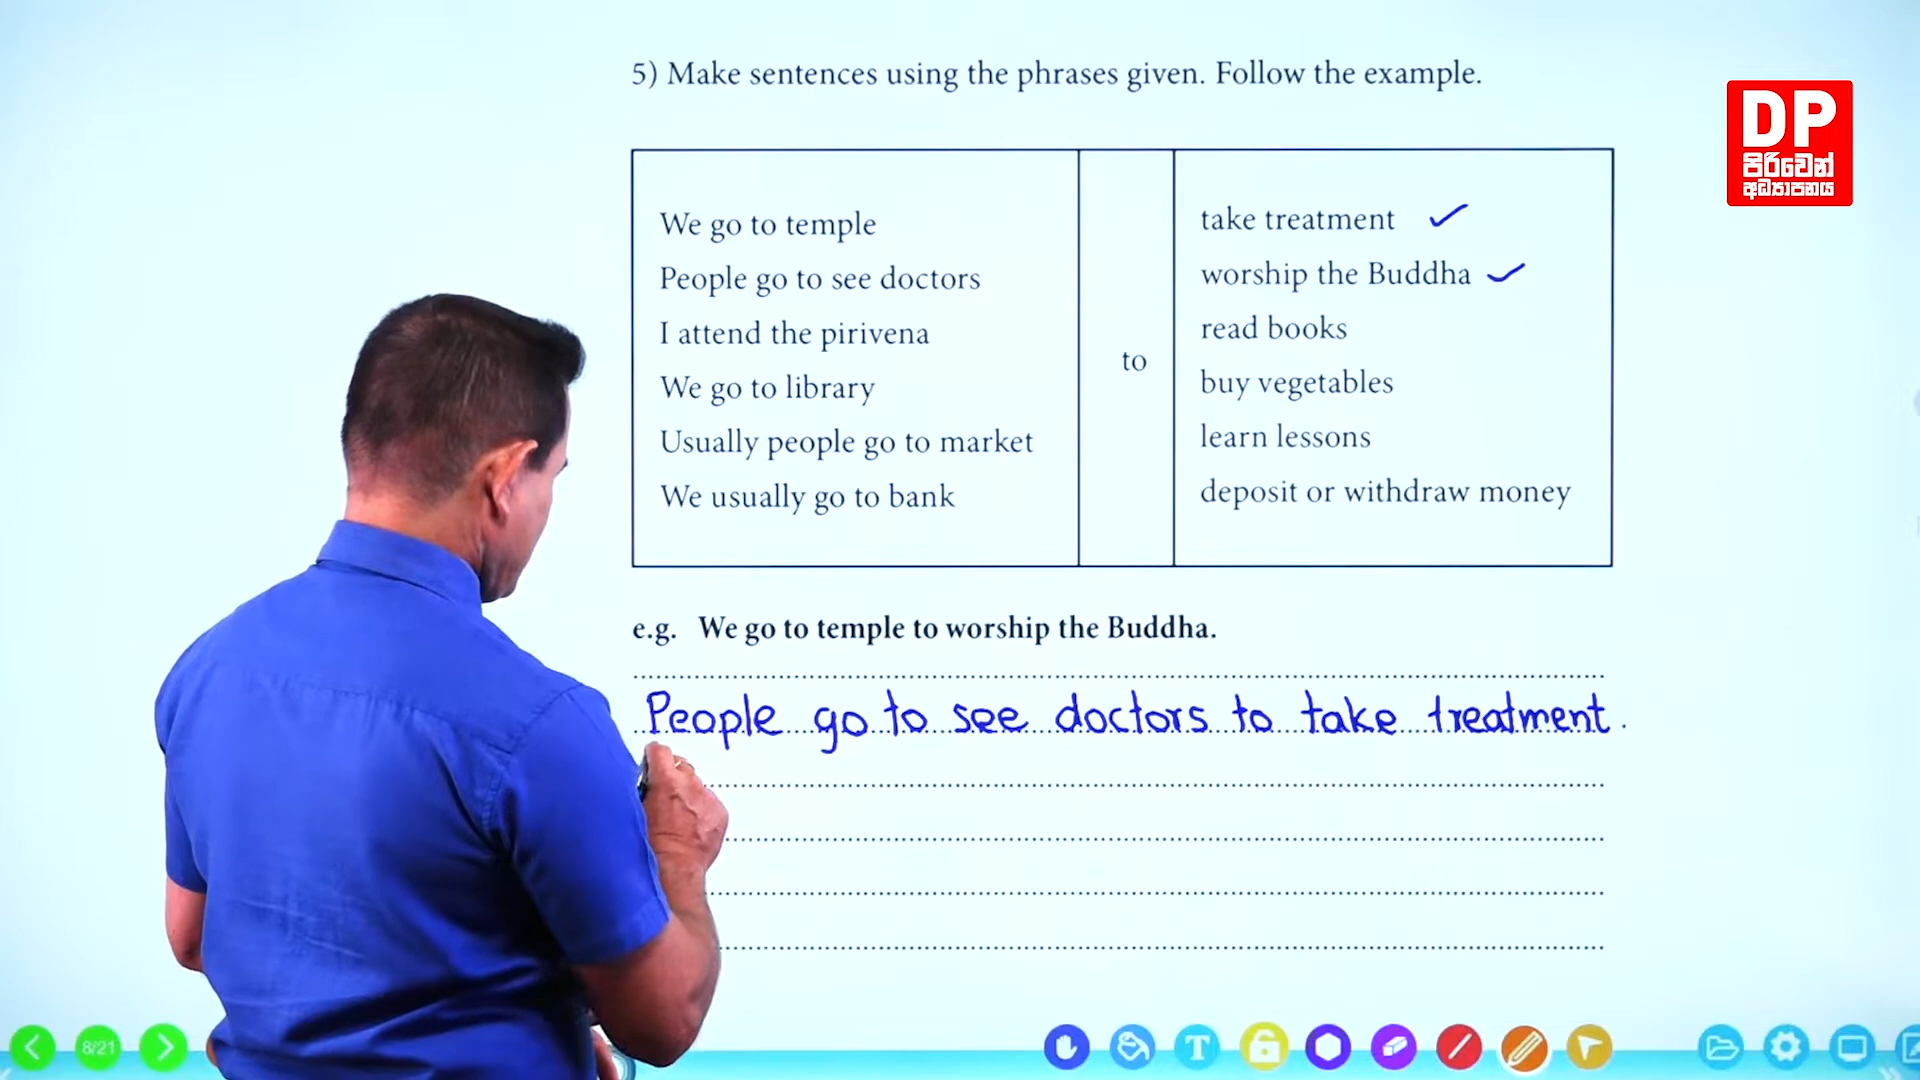 5) Make sentences using the phrases given. Follow the example.
DP
පිරිවෙන්
අධ්‍යාපනය
We go to temple
People go to see doctors
I attend the pirivena
We go to library
Usually people go to market
We usually go to bank
to
take treatment
worship the Buddha
read books
buy vegetables
learn lessons
deposit or withdraw money
e.g. We go to temple to worship the Buddha.
People go to see doctors to take treatment.
8/21
T